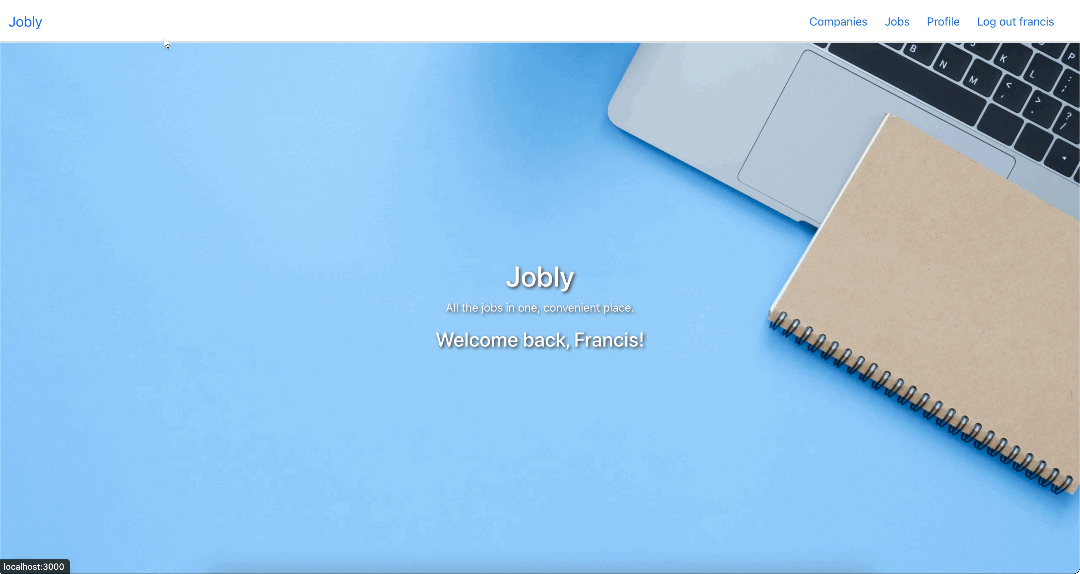 Jobly
Companies Jobs Profile Log out francis
B
N
M
<
,
K
L
>
.
:
;
P
?
/
Jobly
All the jobs in one, convenient place.
Welcome back, Francis!
localhost:3000